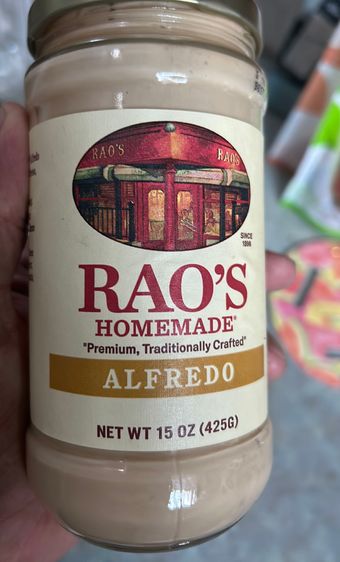 RAO'S RAO'S
SINCE
1896
RAO'S
HOMEMADE®
"Premium, Traditionally Crafted"
ALFREDO
NET WT 15 OZ (425G)